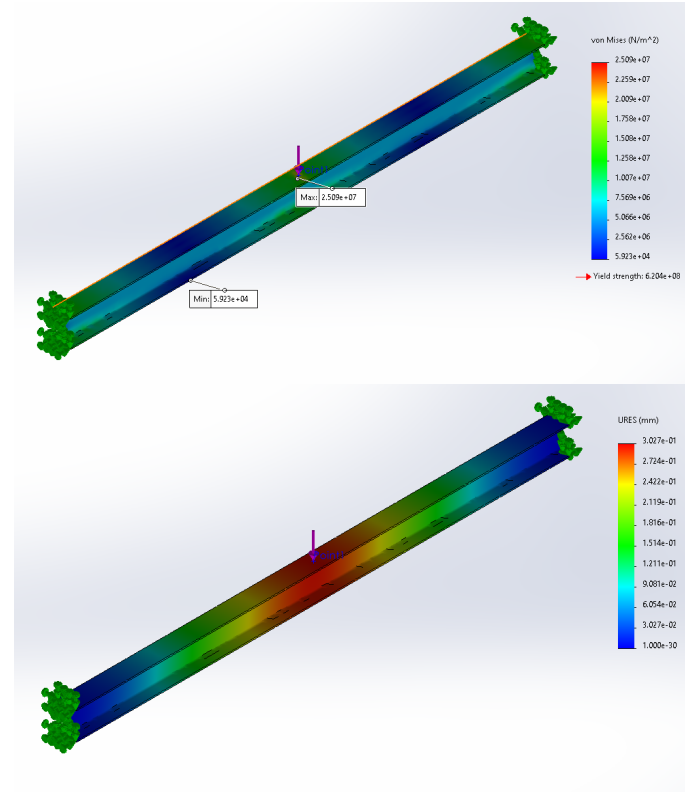 von Mises (N/m^2)
2.509e+07
2.259e+07
2.009e+07
1.758e+07
1.508e+07
1.258e+07
1.007e+07
7.569e+06
5.066e+06
2.562e+06
5.923e+04
Yield strength: 6.204e+08
Max: 2.509e+07
Min: 5.923e+04
URES (mm)
3.027e-01
2.724e-01
2.422e-01
2.119e-01
1.816e-01
1.514e-01
1.211e-01
9.081e-02
6.054e-02
3.027e-02
1.000e-30